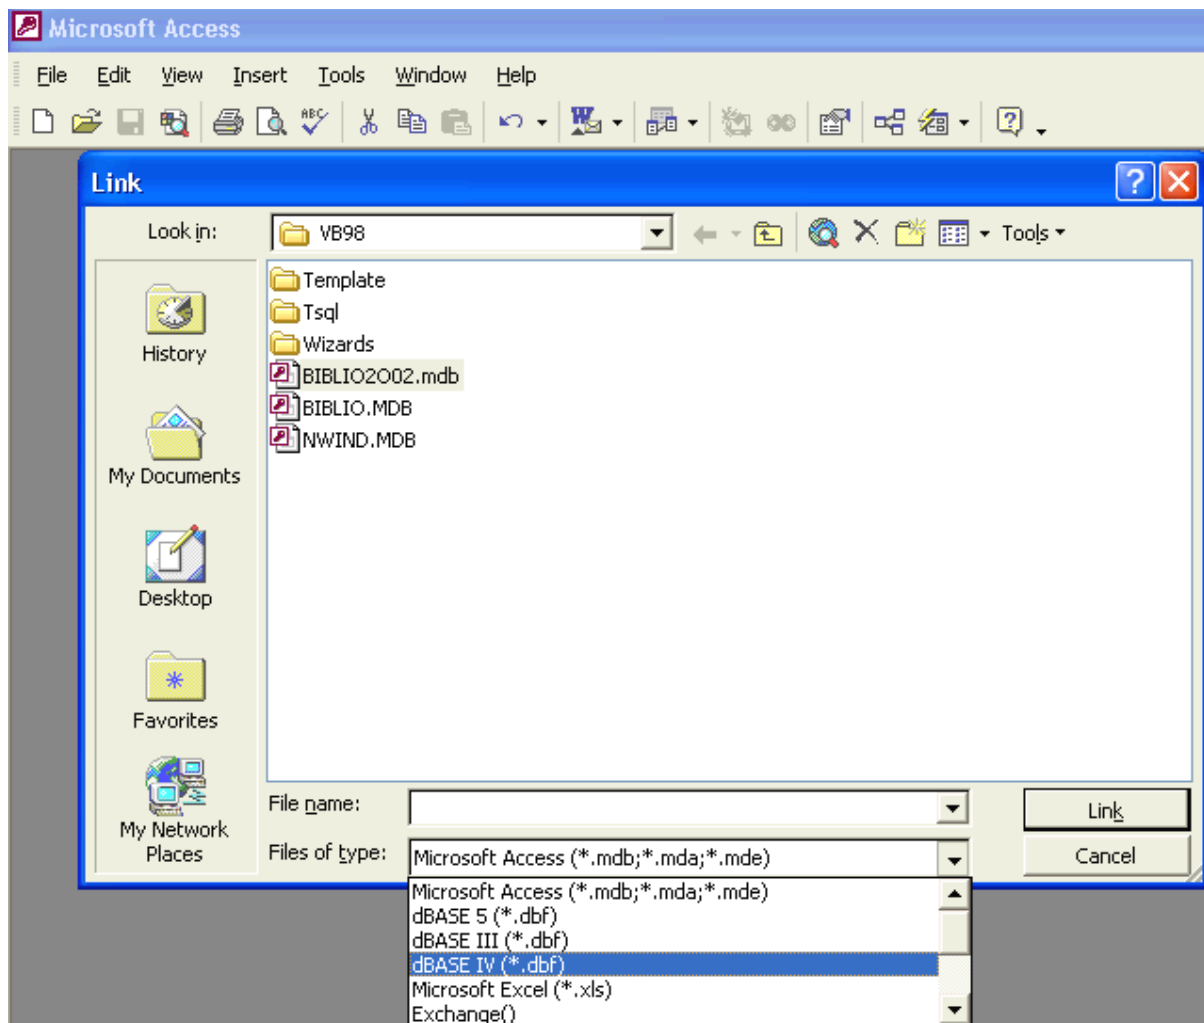 Microsoft Access
File Edit View Insert Tools Window Help
ABC
W
?
Link
?
Look in: VB98 Tools
History
My Documents
Desktop
Favorites
My Network
Places
Template
Tsql
Wizards
BIBLIO2O02.mdb
BIBLIO.MDB
NWIND.MDB
File name:
Link
Files of type: Microsoft Access (*.mdb;*.mda;*.mde)
Cancel
Microsoft Access (*.mdb;*.mda;*.mde)
dBASE 5 (*.dbf)
dBASE III (*.dbf)
dBASE IV (*.dbf)
Microsoft Excel (*.xls)
Exchange()